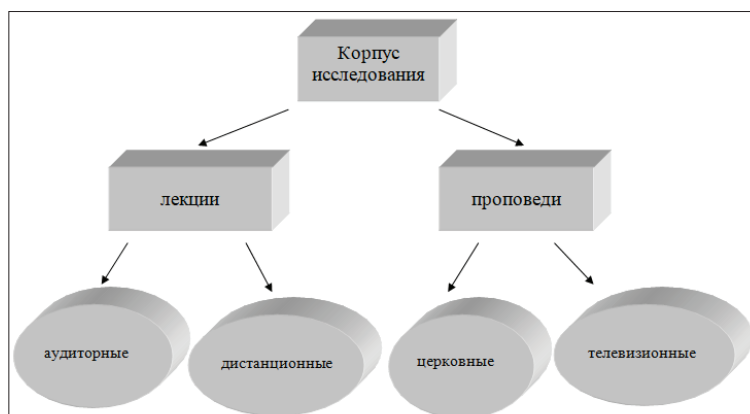 Корпус
исследования
лекции
проповеди
аудиторные
дистанционные
церковные
телевизионные